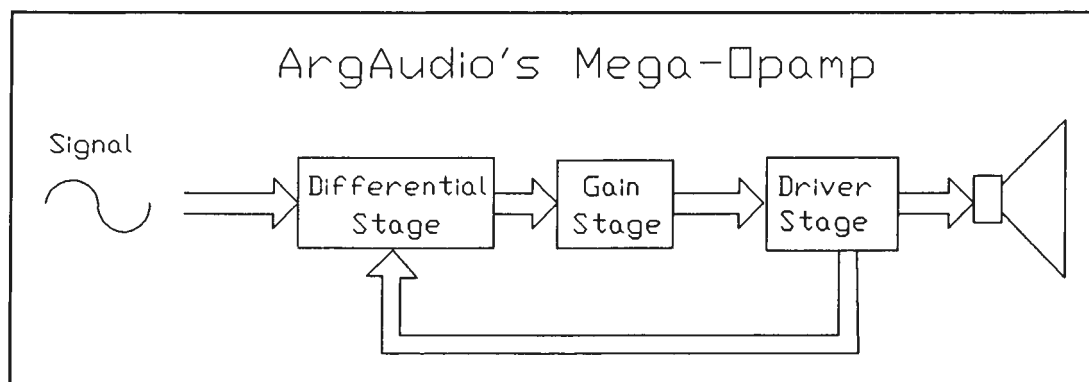 ArgAudio's Mega-Opamp
Signal
Differential
Stage
Gain
Stage
Driver
Stage